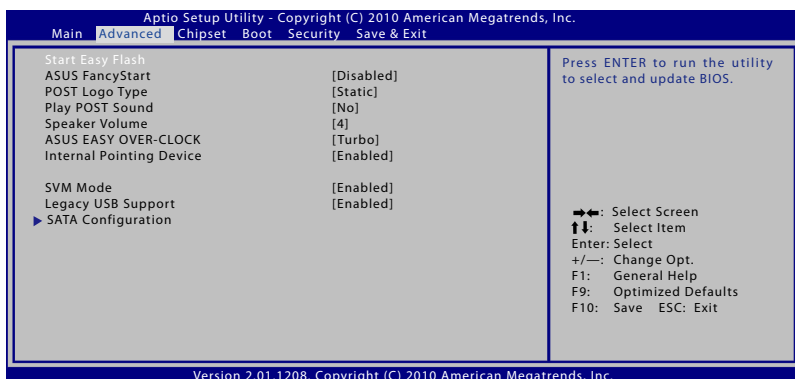 Aptio Setup Utility - Copyright (C) 2010 American Megatrends, Inc.
Main Advanced Chipset Boot Security Save & Exit
Start Easy Flash
ASUS FancyStart [Disabled]
POST Logo Type [Static]
Play POST Sound [No]
Speaker Volume [4]
ASUS EASY OVER-CLOCK [Turbo]
Internal Pointing Device [Enabled]
SVM Mode [Enabled]
Legacy USB Support [Enabled]
SATA Configuration
Press ENTER to run the utility
to select and update BIOS.
→←: Select Screen
↑↓: Select Item
Enter: Select
+/—: Change Opt.
F1: General Help
F9: Optimized Defaults
F10: Save ESC: Exit
Version 2.01.1208. Copyright (C) 2010 American Megatrends, Inc.